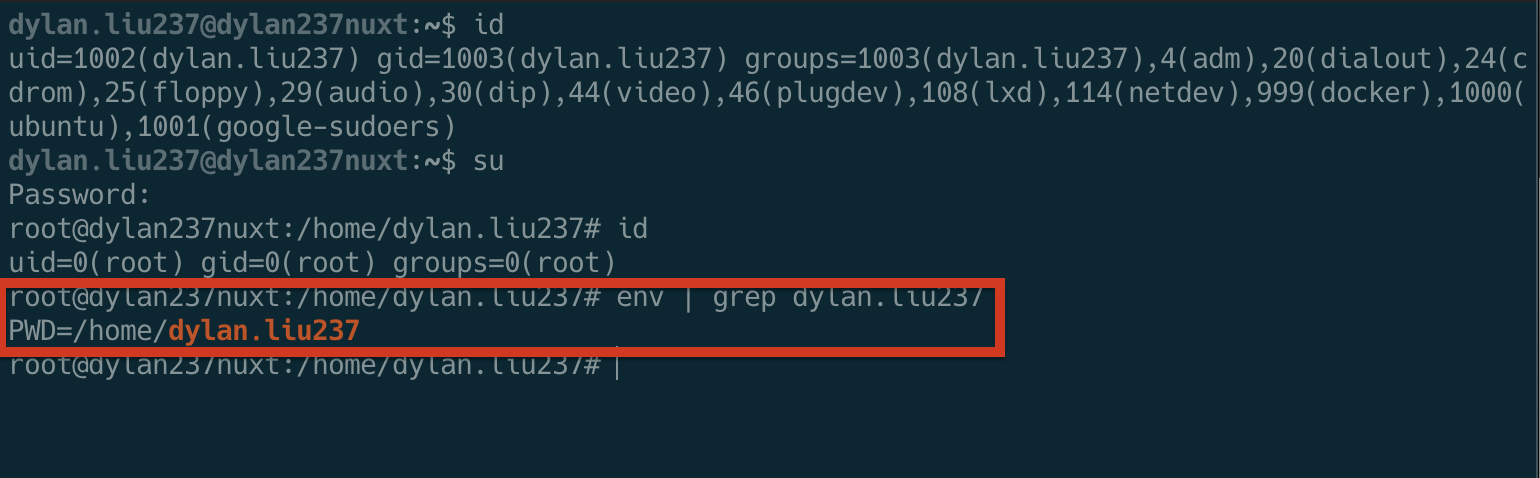 dylan.liu237@dylan237nuxt:~$ id
uid=1002(dylan.liu237) gid=1003(dylan.liu237) groups=1003(dylan.liu237),4(adm),20(dialout),24(c
drom),25(floppy),29(audio),30(dip),44(video),46(plugdev),108(lxd),114(netdev),999(docker),1000(
ubuntu),1001(google-sudoers)
dylan.liu237@dylan237nuxt:~$ su
Password:
root@dylan237nuxt:/home/dylan.liu237# id
uid=0(root) gid=0(root) groups=0(root)
root@dylan237nuxt:/home/dylan.liu237# env | grep dylan.liu237
PWD=/home/dylan.liu237
root@dylan237nuxt:/home/dylan.liu237#